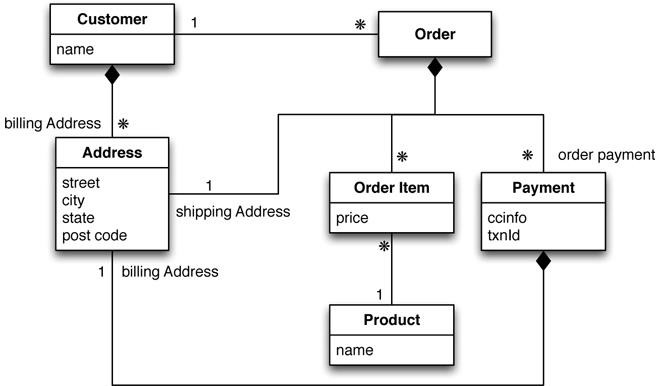 Customer
name
1
*
Order
billing Address
*
Address
street
city
state
post code
1
shipping Address
*
Order Item
price
*
order payment
Payment
ccinfo
txnId
*
1
Product
name
1
billing Address